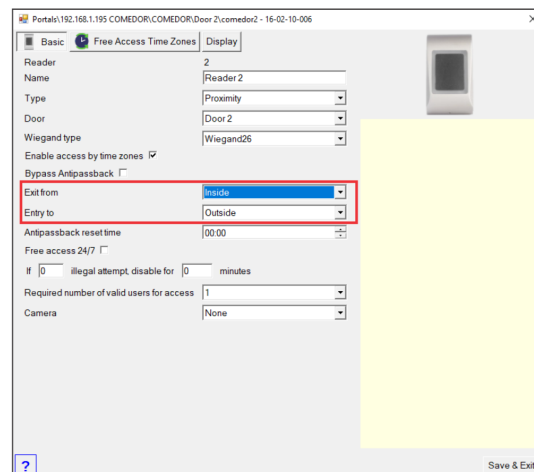 Portals\192.168.1.195 COMEDOR\COMEDOR\Door 2\comedor2 - 16-02-10-006
Basic Free Access Time Zones Display
Reader 2
Name Reader 2
Type Proximity
Door Door 2
Wiegand type Wiegand26
Enable access by time zones
Bypass Antipassback
Exit from Inside
Entry to Outside
Antipassback reset time 00:00
Free access 24/7
If 0 illegal attempt, disable for 0 minutes
Required number of valid users for access 1
Camera None
? Save & Exit